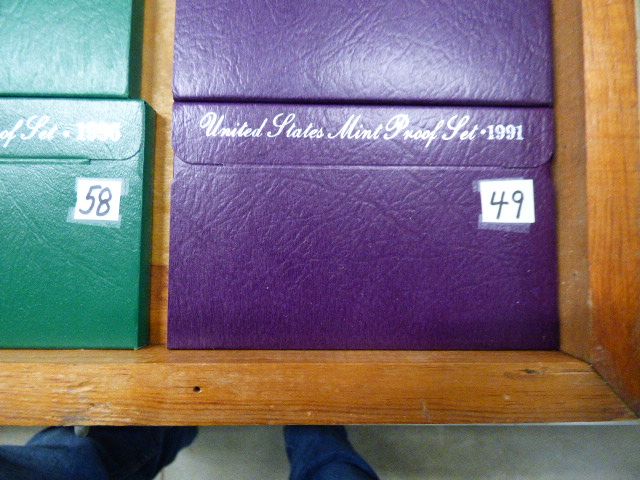 of Set •
United States Mint Proof Set • 1991
58
49